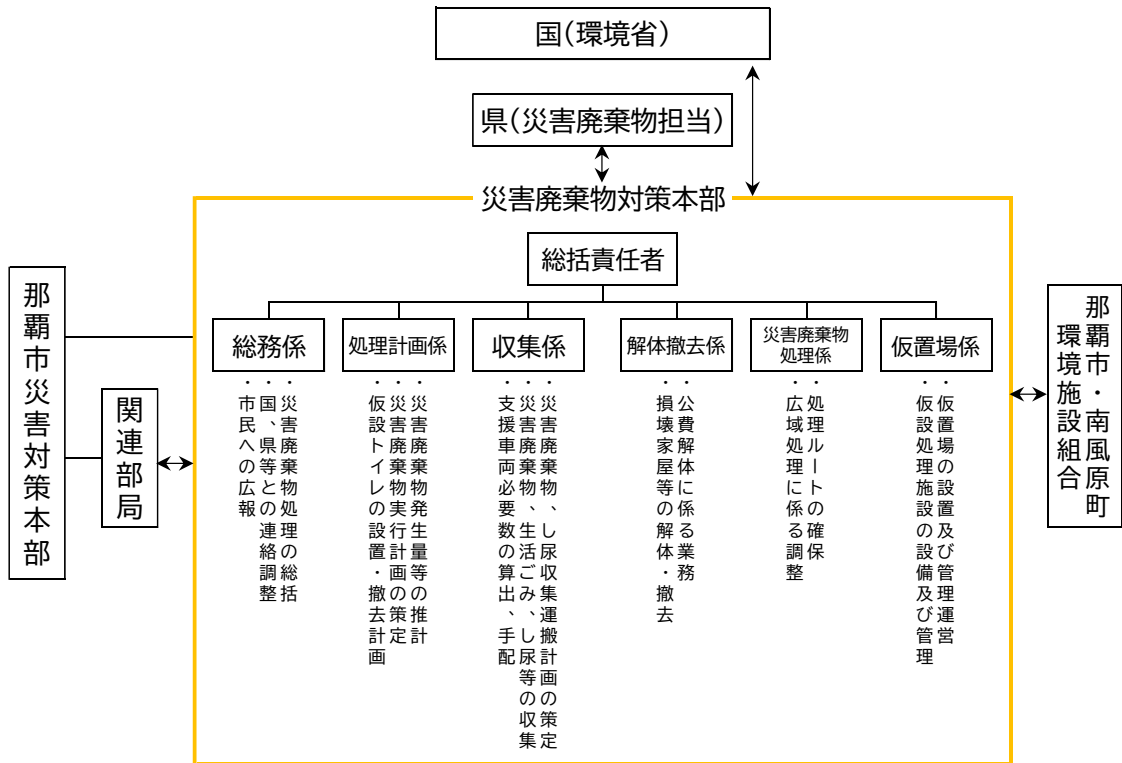 国(環境省)
県(災害廃棄物担当)
災害廃棄物対策本部
総括責任者
那覇市災害対策本部
関連部局
総務係
・災害廃棄物処理の総括
・国、県等との連絡調整
・市民への広報
処理計画係
・災害廃棄物発生量等の推計
・災害廃棄物実行計画の策定
・仮設トイレの設置・撤去計画
収集係
・災害廃棄物、し尿収集運搬計画の策定
・災害廃棄物、生活ごみ、し尿等の収集
・支援車両必要数の算出、手配
解体撤去係
・公費解体に係る業務
・損壊家屋等の解体・撤去
災害廃棄物
処理係
・処理ルートの確保
・広域処理に係る調整
仮置場係
・仮置場の設置及び管理運営
・仮設処理施設の設備及び管理
那覇市・南風原町
環境施設組合